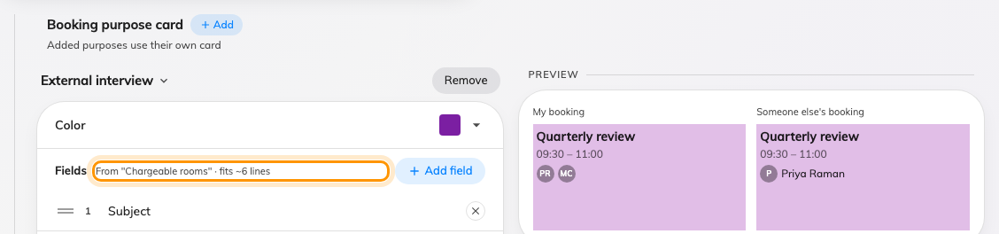 Booking purpose card + Add
Added purposes use their own card
External interview
Remove
Color
Fields From "Chargeable rooms" · fits ~6 lines + Add field
1 Subject
PREVIEW
My booking
Quarterly review
09:30 – 11:00
PR MC
Someone else's booking
Quarterly review
09:30 – 11:00
P Priya Raman